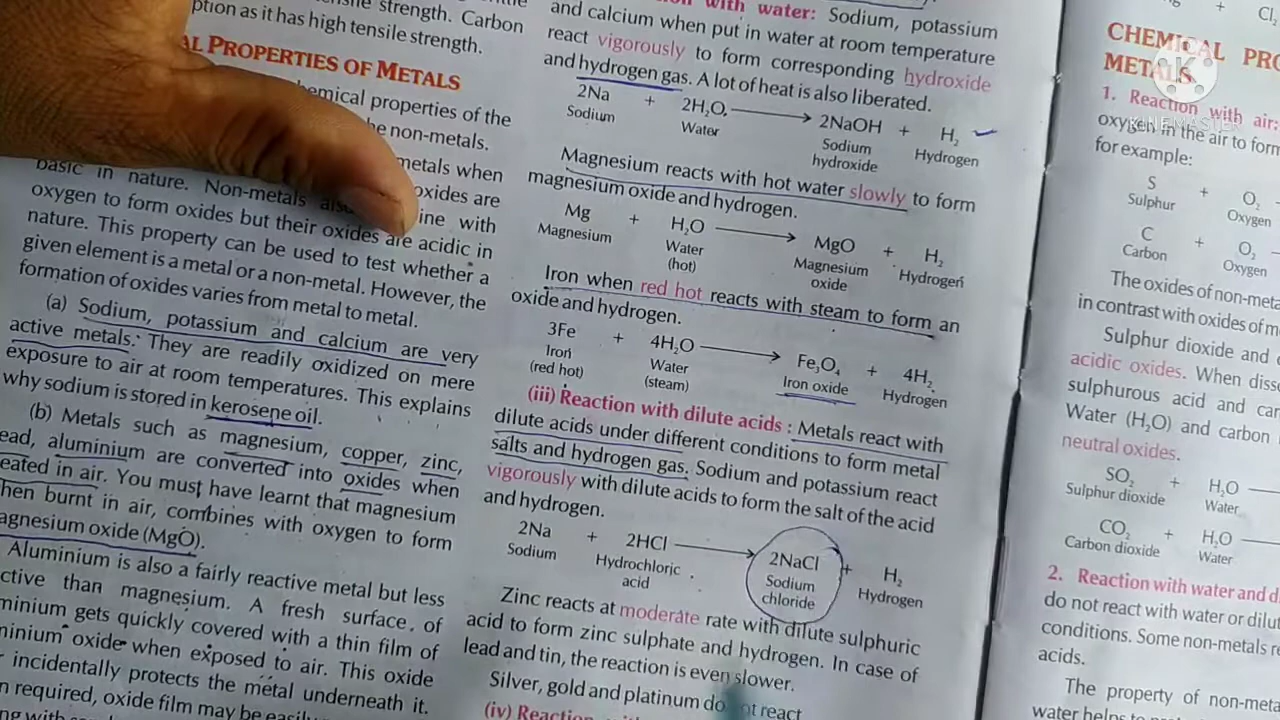 strength. Carbon
ption as it has high tensile strength.
AL PROPERTIES OF METALS
emical properties of the
he non-metals.
metals when
oxides are
basic in nature. Non-metals also ine with
oxygen to form oxides but their oxides are acidic in
nature. This property can be used to test whether a
given element is a metal or a non-metal. However, the
formation of oxides varies from metal to metal.
(a) Sodium, potassium and calcium are very
active metals. They are readily oxidized on mere
exposure to air at room temperatures. This explains
why sodium is stored in kerosene oil.
(b) Metals such as magnesium, copper, zinc,
ead, aluminium are converted into oxides when
eated in air. You must have learnt that magnesium
hen burnt in air, combines with oxygen to form
agnesium oxide (MgO).
Aluminium is also a fairly reactive metal but less
ctive than magnesium. A fresh surface of
minium gets quickly covered with a thin film of
minium oxide when exposed to air. This oxide
incidentally protects the metal underneath it.
n required, oxide film may be easily
with water: Sodium, potassium
and calcium when put in water at room temperature
react vigorously to form corresponding hydroxide
and hydrogen gas. A lot of heat is also liberated.
2Na + 2H₂O ⟶ 2NaOH + H₂
Sodium Water Sodium hydroxide Hydrogen
Magnesium reacts with hot water slowly to form
magnesium oxide and hydrogen.
Mg + H₂O ⟶ MgO + H₂
Magnesium Water Magnesium Hydrogen
(hot) oxide
Iron when red hot reacts with steam to form an
oxide and hydrogen.
3Fe + 4H₂O ⟶ Fe₃O₄ + 4H₂
Iron Water Iron oxide Hydrogen
(red hot) (steam)
(iii) Reaction with dilute acids : Metals react with
dilute acids under different conditions to form metal
salts and hydrogen gas. Sodium and potassium react
vigorously with dilute acids to form the salt of the acid
and hydrogen.
2Na + 2HCl ⟶ 2NaCl + H₂
Sodium Hydrochloric Sodium Hydrogen
acid chloride
Zinc reacts at moderate rate with dilute sulphuric
acid to form zinc sulphate and hydrogen. In case of
lead and tin, the reaction is even slower.
Silver, gold and platinum do not react
(iv)
+ Cl
CHEMICAL PRO
METALS
KINEMASTER
1. Reaction with air:
oxygen in the air to form
for example:
S + O₂
Sulphur Oxygen
C + O₂
Carbon Oxygen
The oxides of non-meta
in contrast with oxides of m
Sulphur dioxide and
acidic oxides. When disso
sulphurous acid and car
Water (H₂O) and carbon
neutral oxides.
SO₂ + H₂O
Sulphur dioxide Water
CO₂ + H₂O
Carbon dioxide Water
2. Reaction with water and di
do not react with water or dilut
conditions. Some non-metals re
acids.
The property of non-meta
water helps